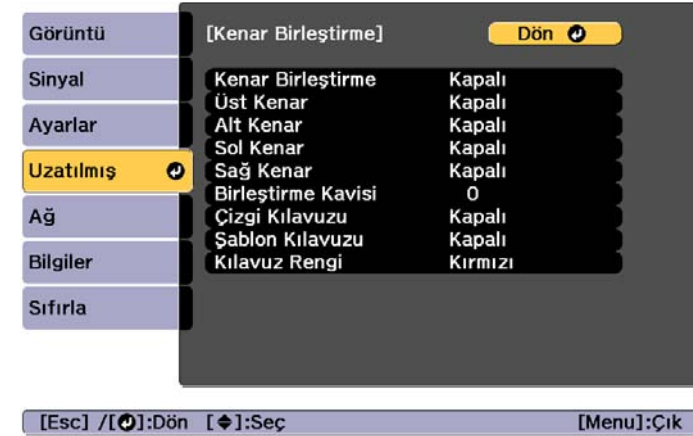 Görüntü
Sinyal
Ayarlar
Uzatılmış
Ağ
Bilgiler
Sıfırla
[Kenar Birleştirme] Dön
Kenar Birleştirme Kapalı
Üst Kenar Kapalı
Alt Kenar Kapalı
Sol Kenar Kapalı
Sağ Kenar Kapalı
Birleştirme Kavisi 0
Çizgi Kılavuzu Kapalı
Şablon Kılavuzu Kapalı
Kılavuz Rengi Kırmızı
[Esc] /[⏎]:Dön [◆]:Seç [Menu]:Çık